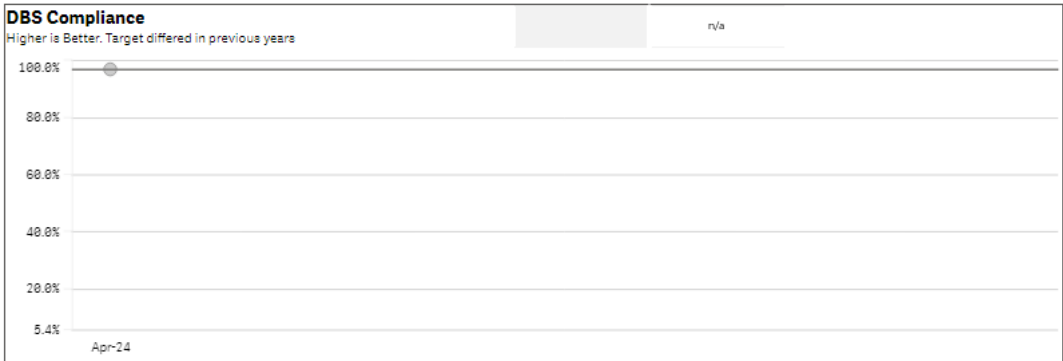 DBS Compliance
Higher is Better. Target differed in previous years
n/a
100.0%
80.0%
60.0%
40.0%
20.0%
5.4%
Apr-24